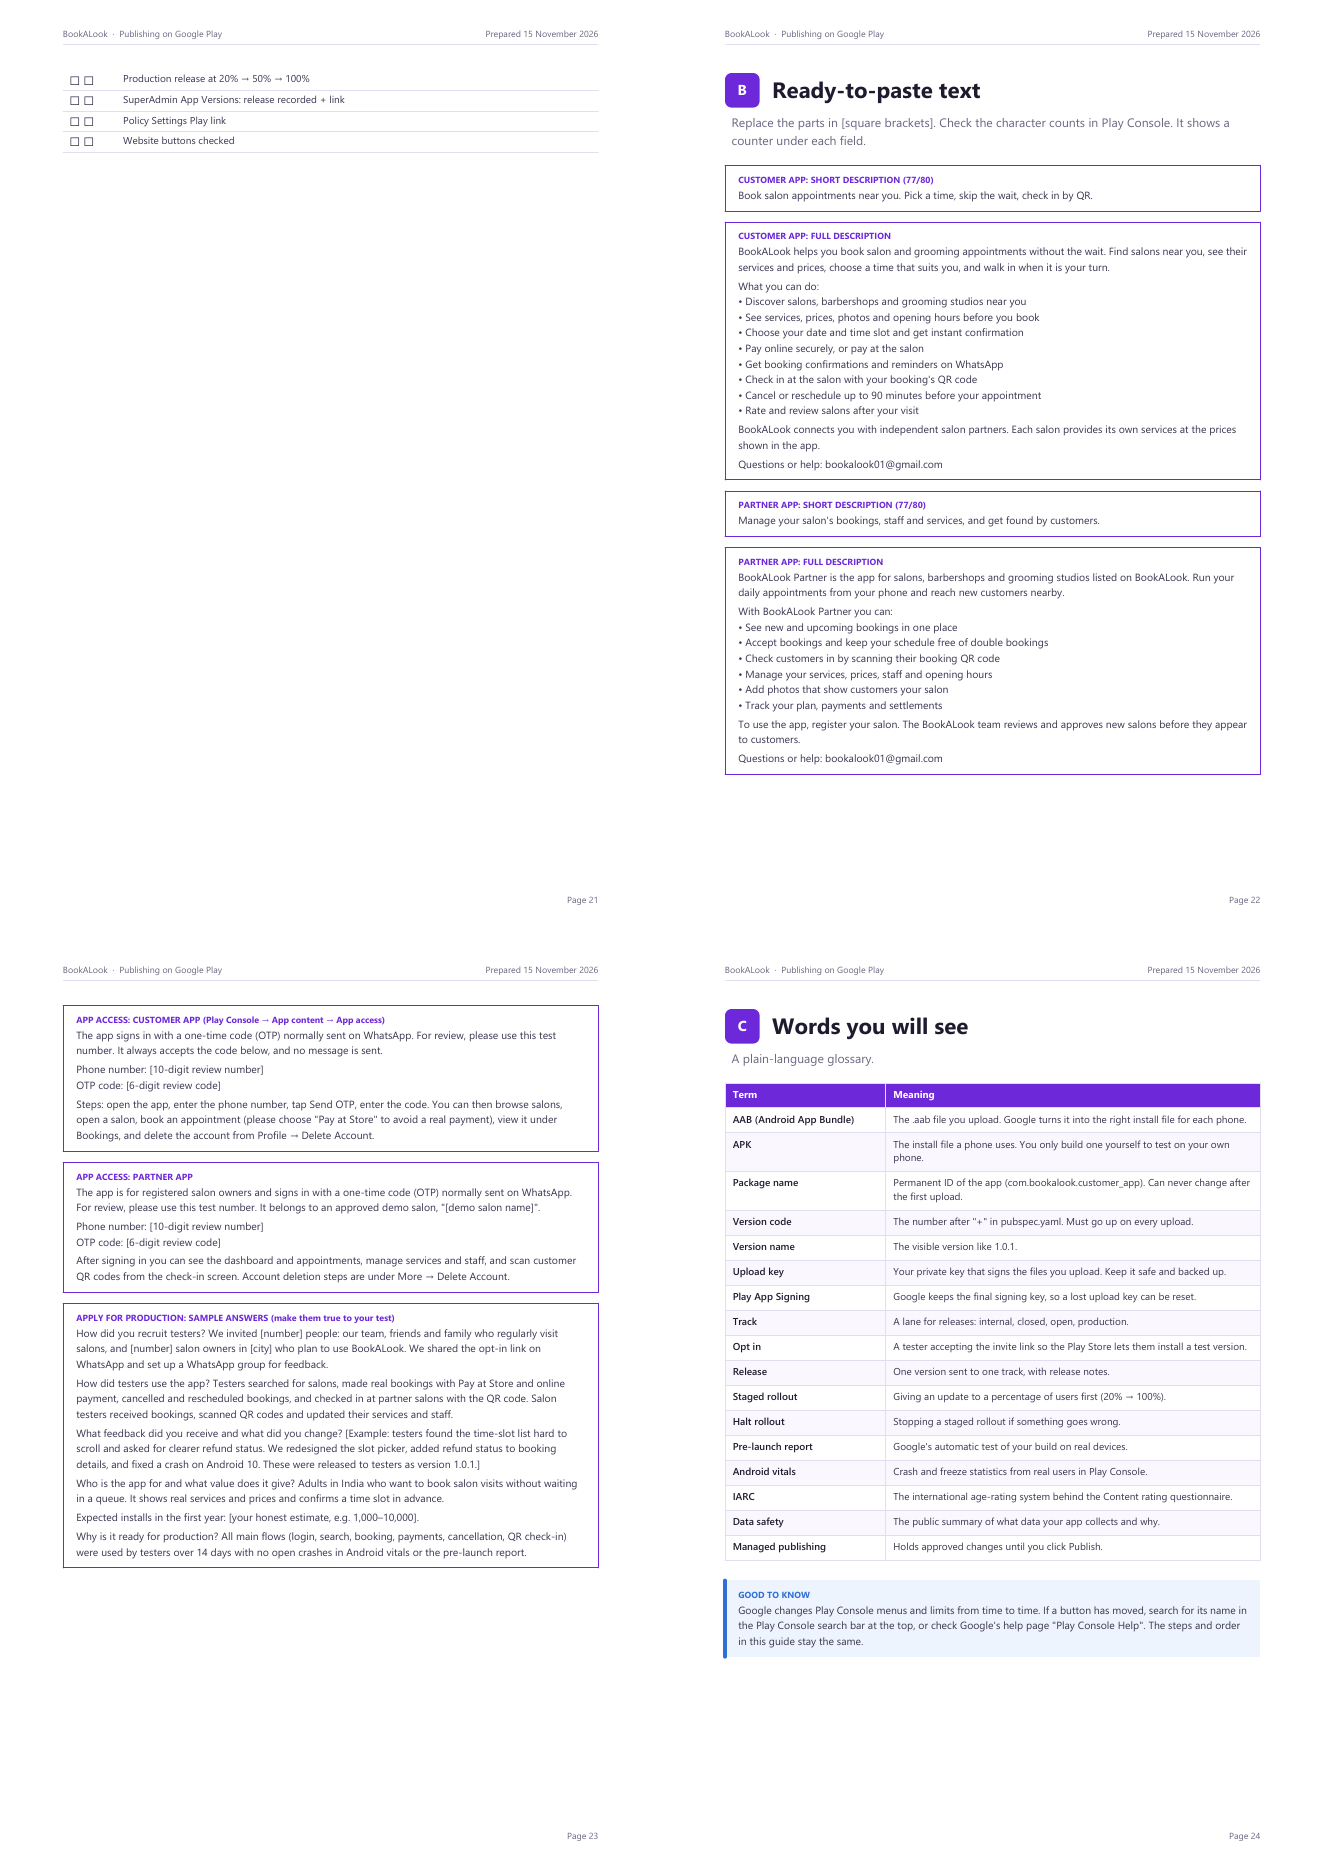 BookALook · Publishing on Google Play
Prepared 15 November 2026
☐ ☐ Production release at 20% → 50% → 100%
☐ ☐ SuperAdmin App Versions: release recorded + link
☐ ☐ Policy Settings Play link
☐ ☐ Website buttons checked
Page 21
BookALook · Publishing on Google Play
Prepared 15 November 2026
B Ready-to-paste text
Replace the parts in [square brackets]. Check the character counts in Play Console. It shows a
counter under each field.
CUSTOMER APP: SHORT DESCRIPTION (77/80)
Book salon appointments near you. Pick a time, skip the wait, check in by QR.
CUSTOMER APP: FULL DESCRIPTION
BookALook helps you book salon and grooming appointments without the wait. Find salons near you, see their
services and prices, choose a time that suits you, and walk in when it is your turn.
What you can do:
• Discover salons, barbershops and grooming studios near you
• See services, prices, photos and opening hours before you book
• Choose your date and time slot and get instant confirmation
• Pay online securely, or pay at the salon
• Get booking confirmations and reminders on WhatsApp
• Check in at the salon with your booking's QR code
• Cancel or reschedule up to 90 minutes before your appointment
• Rate and review salons after your visit
BookALook connects you with independent salon partners. Each salon provides its own services at the prices
shown in the app.
Questions or help: bookalook01@gmail.com
PARTNER APP: SHORT DESCRIPTION (77/80)
Manage your salon's bookings, staff and services, and get found by customers.
PARTNER APP: FULL DESCRIPTION
BookALook Partner is the app for salons, barbershops and grooming studios listed on BookALook. Run your
daily appointments from your phone and reach new customers nearby.
With BookALook Partner you can:
• See new and upcoming bookings in one place
• Accept bookings and keep your schedule free of double bookings
• Check customers in by scanning their booking QR code
• Manage your services, prices, staff and opening hours
• Add photos that show customers your salon
• Track your plan, payments and settlements
To use the app, register your salon. The BookALook team reviews and approves new salons before they appear
to customers.
Questions or help: bookalook01@gmail.com
Page 22
BookALook · Publishing on Google Play
Prepared 15 November 2026
APP ACCESS: CUSTOMER APP (Play Console → App content → App access)
The app signs in with a one-time code (OTP) normally sent on WhatsApp. For review, please use this test
number. It always accepts the code below, and no message is sent.
Phone number: [10-digit review number]
OTP code: [6-digit review code]
Steps: open the app, enter the phone number, tap Send OTP, enter the code. You can then browse salons,
open a salon, book an appointment (please choose "Pay at Store" to avoid a real payment), view it under
Bookings, and delete the account from Profile → Delete Account.
APP ACCESS: PARTNER APP
The app is for registered salon owners and signs in with a one-time code (OTP) normally sent on WhatsApp.
For review, please use this test number. It belongs to an approved demo salon, "[demo salon name]".
Phone number: [10-digit review number]
OTP code: [6-digit review code]
After signing in you can see the dashboard and appointments, manage services and staff, and scan customer
QR codes from the check-in screen. Account deletion steps are under More → Delete Account.
APPLY FOR PRODUCTION: SAMPLE ANSWERS (make them true to your test)
How did you recruit testers? We invited [number] people: our team, friends and family who regularly visit
salons, and [number] salon owners in [city] who plan to use BookALook. We shared the opt-in link on
WhatsApp and set up a WhatsApp group for feedback.
How did testers use the app? Testers searched for salons, made real bookings with Pay at Store and online
payment, cancelled and rescheduled bookings, and checked in at partner salons with the QR code. Salon
testers received bookings, scanned QR codes and updated their services and staff.
What feedback did you receive and what did you change? [Example: testers found the time-slot list hard to
scroll and asked for clearer refund status. We redesigned the slot picker, added refund status to booking
details, and fixed a crash on Android 10. These were released to testers as version 1.0.1.]
Who is the app for and what value does it give? Adults in India who want to book salon visits without waiting
in a queue. It shows real services and prices and confirms a time slot in advance.
Expected installs in the first year: [your honest estimate, e.g. 1,000–10,000].
Why is it ready for production? All main flows (login, search, booking, payments, cancellation, QR check-in)
were used by testers over 14 days with no open crashes in Android vitals or the pre-launch report.
Page 23
BookALook · Publishing on Google Play
Prepared 15 November 2026
C Words you will see
A plain-language glossary.
Term Meaning
AAB (Android App Bundle) The .aab file you upload. Google turns it into the right install file for each phone.
APK The install file a phone uses. You only build one yourself to test on your own
phone.
Package name Permanent ID of the app (com.bookalook.customer_app). Can never change after
the first upload.
Version code The number after "+" in pubspec.yaml. Must go up on every upload.
Version name The visible version like 1.0.1.
Upload key Your private key that signs the files you upload. Keep it safe and backed up.
Play App Signing Google keeps the final signing key, so a lost upload key can be reset.
Track A lane for releases: internal, closed, open, production.
Opt in A tester accepting the invite link so the Play Store lets them install a test version.
Release One version sent to one track, with release notes.
Staged rollout Giving an update to a percentage of users first (20% → 100%).
Halt rollout Stopping a staged rollout if something goes wrong.
Pre-launch report Google's automatic test of your build on real devices.
Android vitals Crash and freeze statistics from real users in Play Console.
IARC The international age-rating system behind the Content rating questionnaire.
Data safety The public summary of what data your app collects and why.
Managed publishing Holds approved changes until you click Publish.
GOOD TO KNOW
Google changes Play Console menus and limits from time to time. If a button has moved, search for its name in
the Play Console search bar at the top, or check Google's help page "Play Console Help". The steps and order
in this guide stay the same.
Page 24